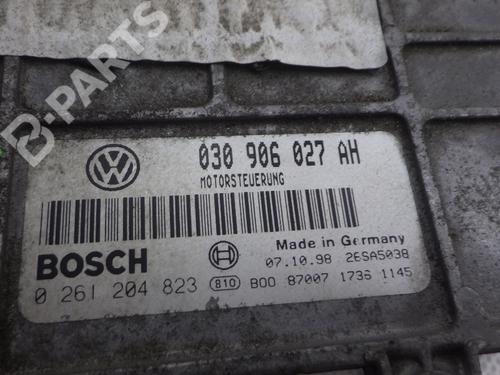 B-PARTS
VW
030 906 027 AH
MOTORSTEUERUNG
BOSCH
Made in Germany
07.10.98 26SA5038
0 261 204 823 810 B00 87007 1736 1145